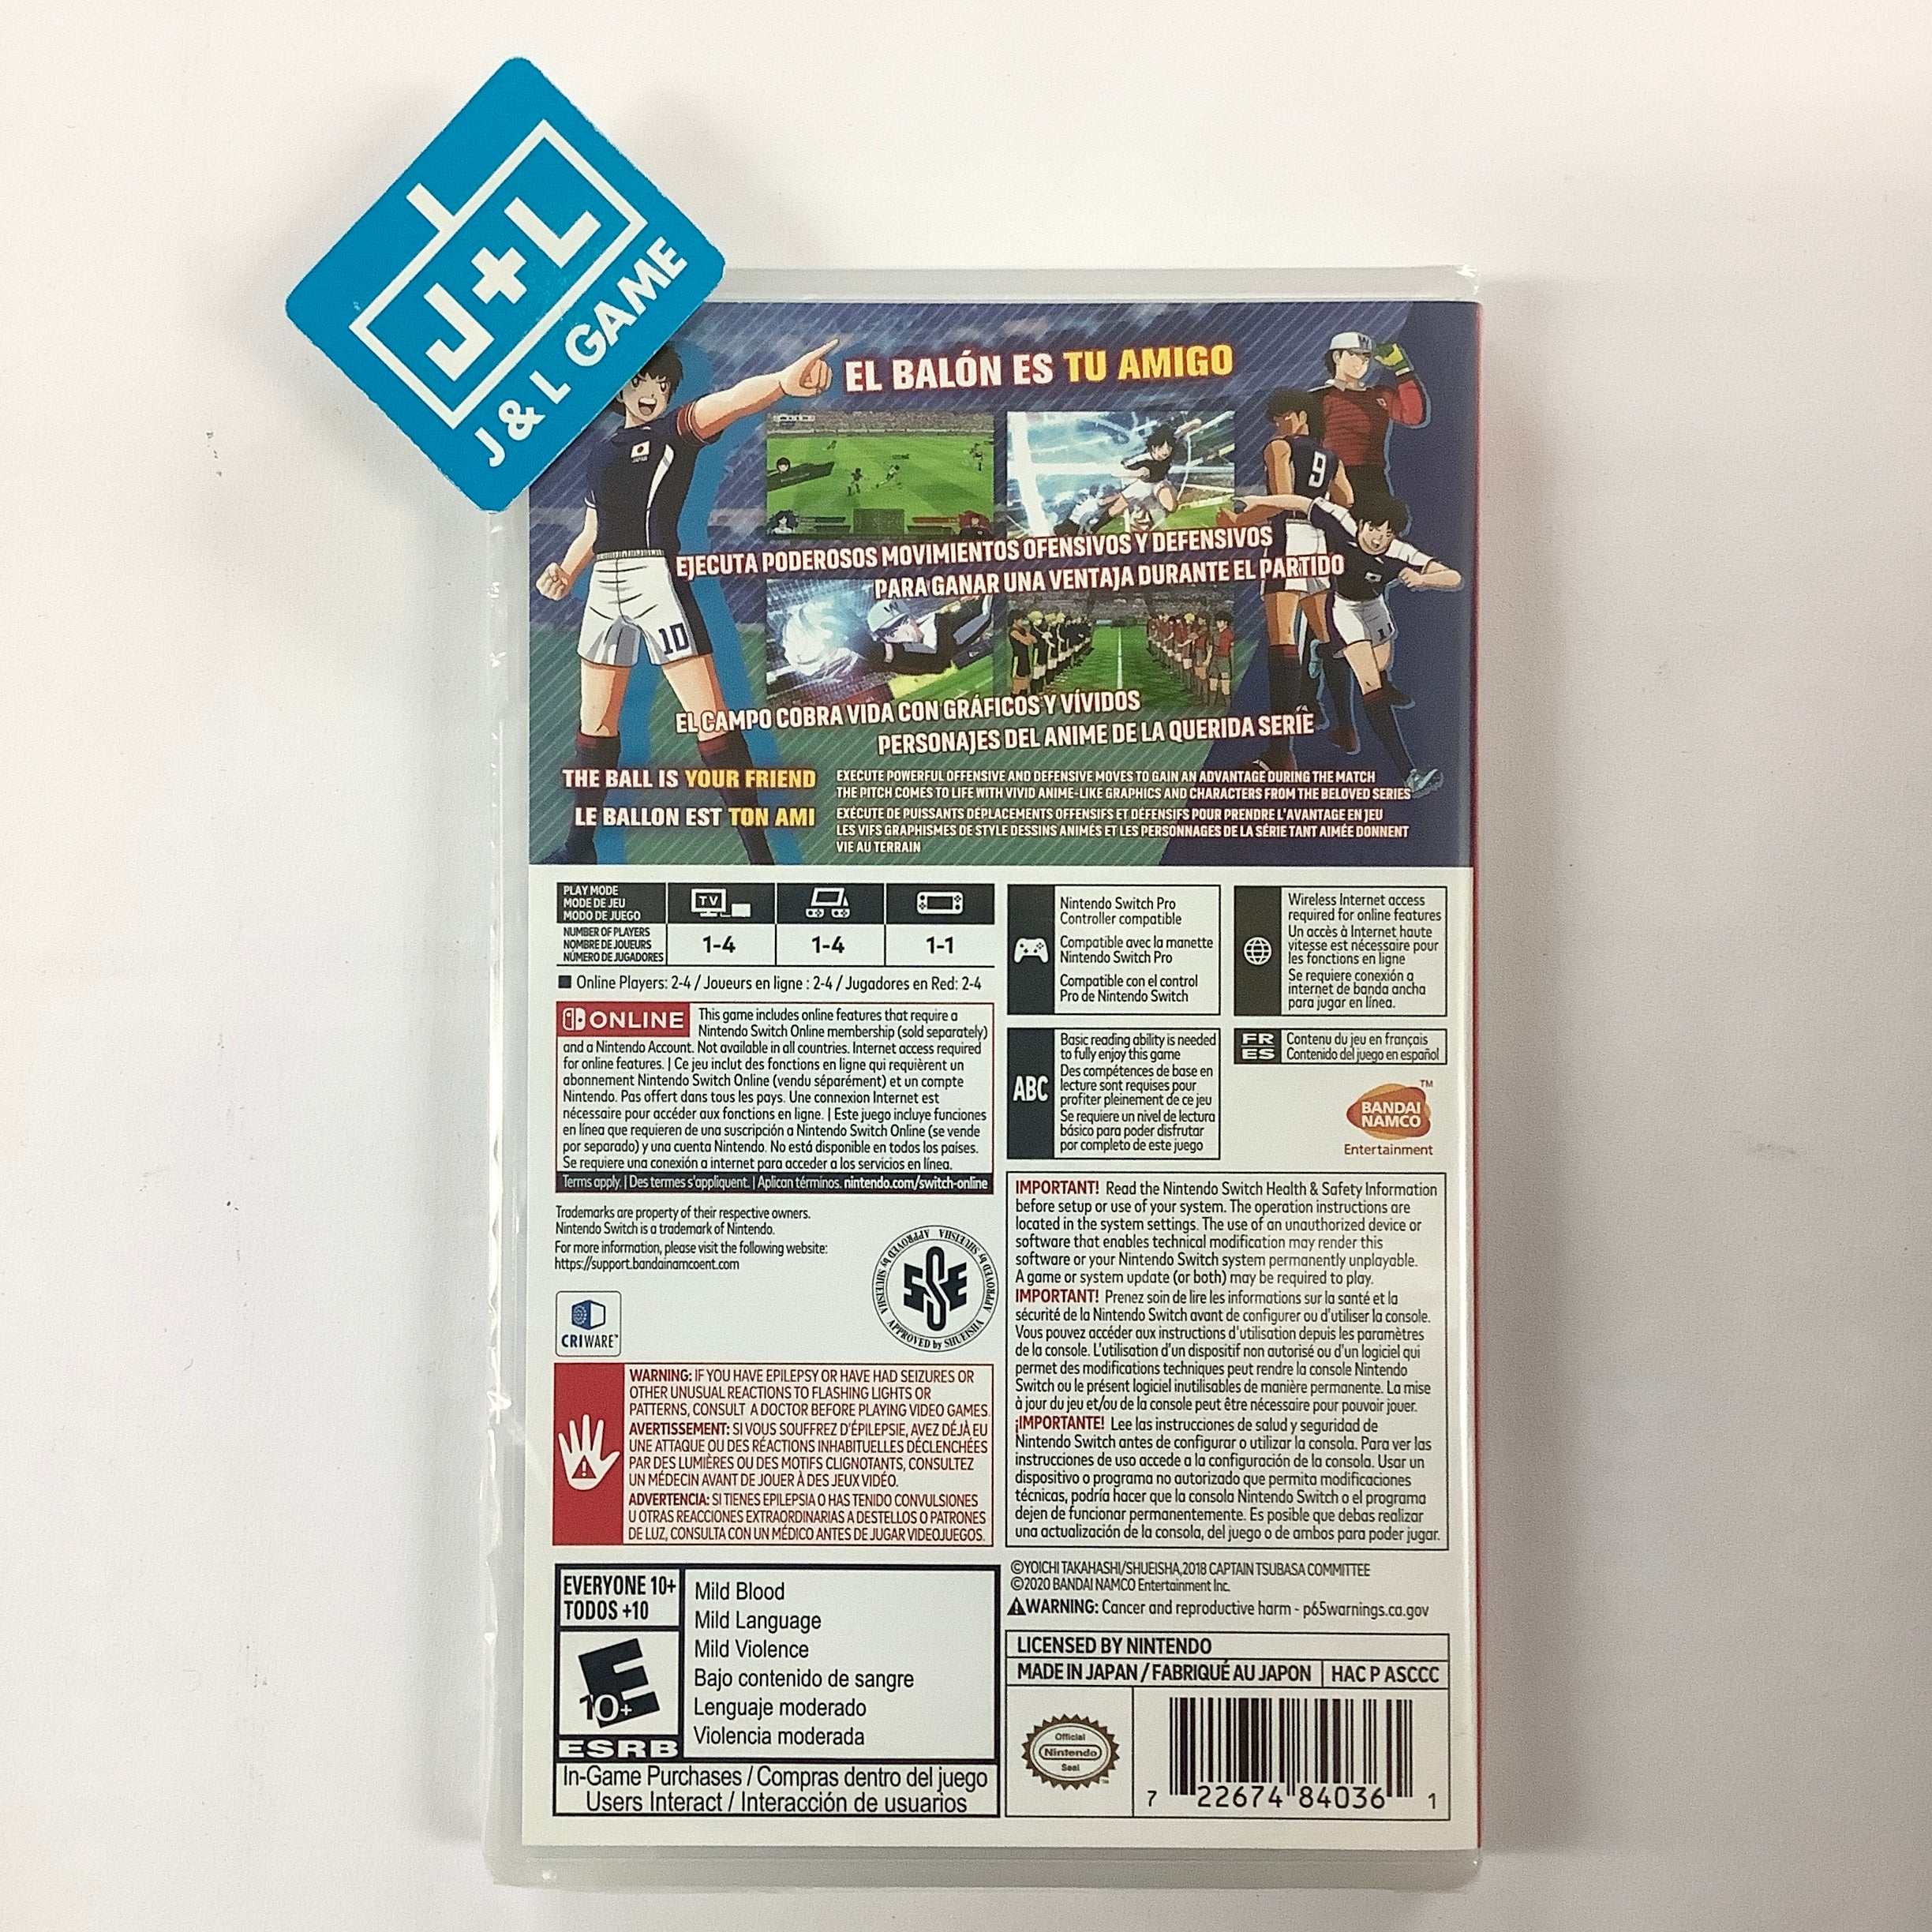 J+L
J & L GAME
EL BALÓN ES TU AMIGO
W
9
JAPAN
EJECUTA PODEROSOS MOVIMIENTOS OFENSIVOS Y DEFENSIVOS
PARA GANAR UNA VENTAJA DURANTE EL PARTIDO
10
11
EL CAMPO COBRA VIDA CON GRÁFICOS Y VÍVIDOS
PERSONAJES DEL ANIME DE LA QUERIDA SERIE
THE BALL IS YOUR FRIEND
EXECUTE POWERFUL OFFENSIVE AND DEFENSIVE MOVES TO GAIN AN ADVANTAGE DURING THE MATCH
THE PITCH COMES TO LIFE WITH VIVID ANIME-LIKE GRAPHICS AND CHARACTERS FROM THE BELOVED SERIES
LE BALLON EST TON AMI
EXÉCUTE DE PUISSANTS DÉPLACEMENTS OFFENSIFS ET DÉFENSIFS POUR PRENDRE L'AVANTAGE EN JEU
LES VIFS GRAPHISMES DE STYLE DESSINS ANIMÉS ET LES PERSONNAGES DE LA SÉRIE TANT AIMÉE DONNENT
VIE AU TERRAIN
PLAY MODE
MODE DE JEU
MODO DE JUEGO
TV
NUMBER OF PLAYERS
NOMBRE DE JOUEURS
NÚMERO DE JUGADORES
1-4
1-4
1-1
Online Players: 2-4 / Joueurs en ligne : 2-4 / Jugadores en Red: 2-4
ONLINE
This game includes online features that require a
Nintendo Switch Online membership (sold separately)
and a Nintendo Account. Not available in all countries. Internet access required
for online features. | Ce jeu inclut des fonctions en ligne qui requièrent un
abonnement Nintendo Switch Online (vendu séparément) et un compte
Nintendo. Pas offert dans tous les pays. Une connexion Internet est
nécessaire pour accéder aux fonctions en ligne. | Este juego incluye funciones
en línea que requieren de una suscripción a Nintendo Switch Online (se vende
por separado) y una cuenta Nintendo. No está disponible en todos los países.
Se requiere una conexión a internet para acceder a los servicios en línea.
Terms apply. | Des termes s'appliquent. | Aplican términos. nintendo.com/switch-online
Trademarks are property of their respective owners.
Nintendo Switch is a trademark of Nintendo.
For more information, please visit the following website:
https://support.bandainamcoent.com
CRIWARE™
APPROVED by SHUEISHA APPROVED by SHUEISHA APPROVED by SHUEISHA
SSE
WARNING: IF YOU HAVE EPILEPSY OR HAVE HAD SEIZURES OR
OTHER UNUSUAL REACTIONS TO FLASHING LIGHTS OR
PATTERNS, CONSULT A DOCTOR BEFORE PLAYING VIDEO GAMES.
AVERTISSEMENT: SI VOUS SOUFFREZ D'ÉPILEPSIE, AVEZ DÉJÀ EU
UNE ATTAQUE OU DES RÉACTIONS INHABITUELLES DÉCLENCHÉES
PAR DES LUMIÈRES OU DES MOTIFS CLIGNOTANTS, CONSULTEZ
UN MÉDECIN AVANT DE JOUER À DES JEUX VIDÉO.
ADVERTENCIA: SI TIENES EPILEPSIA O HAS TENIDO CONVULSIONES
U OTRAS REACCIONES EXTRAORDINARIAS A DESTELLOS O PATRONES
DE LUZ, CONSULTA CON UN MÉDICO ANTES DE JUGAR VIDEOJUEGOS.
EVERYONE 10+
TODOS +10
E
10+
ESRB
Mild Blood
Mild Language
Mild Violence
Bajo contenido de sangre
Lenguaje moderado
Violencia moderada
In-Game Purchases / Compras dentro del juego
Users Interact / Interacción de usuarios
Nintendo Switch Pro
Controller compatible
Compatible avec la manette
Nintendo Switch Pro
Compatible con el control
Pro de Nintendo Switch
Wireless Internet access
required for online features
Un accès à Internet haute
vitesse est nécessaire pour
les fonctions en ligne
Se requiere conexión a
internet de banda ancha
para jugar en línea.
ABC
Basic reading ability is needed
to fully enjoy this game
Des compétences de base en
lecture sont requises pour
profiter pleinement de ce jeu
Se requiere un nivel de lectura
básico para poder disfrutar
por completo de este juego
FR
ES
Contenu du jeu en français
Contenido del juego en español
BANDAI
NAMCO
™
Entertainment
IMPORTANT! Read the Nintendo Switch Health & Safety Information
before setup or use of your system. The operation instructions are
located in the system settings. The use of an unauthorized device or
software that enables technical modification may render this
software or your Nintendo Switch system permanently unplayable.
A game or system update (or both) may be required to play.
IMPORTANT! Prenez soin de lire les informations sur la santé et la
sécurité de la Nintendo Switch avant de configurer ou d'utiliser la console.
Vous pouvez accéder aux instructions d'utilisation depuis les paramètres
de la console. L'utilisation d'un dispositif non autorisé ou d'un logiciel qui
permet des modifications techniques peut rendre la console Nintendo
Switch ou le présent logiciel inutilisables de manière permanente. La mise
à jour du jeu et/ou de la console peut être nécessaire pour pouvoir jouer.
¡IMPORTANTE! Lee las instrucciones de salud y seguridad de
Nintendo Switch antes de configurar o utilizar la consola. Para ver las
instrucciones de uso accede a la configuración de la consola. Usar un
dispositivo o programa no autorizado que permita modificaciones
técnicas, podría hacer que la consola Nintendo Switch o el programa
dejen de funcionar permanentemente. Es posible que debas realizar
una actualización de la consola, del juego o de ambos para poder jugar.
©YOICHI TAKAHASHI/SHUEISHA,2018 CAPTAIN TSUBASA COMMITTEE
©2020 BANDAI NAMCO Entertainment Inc.
WARNING: Cancer and reproductive harm - p65warnings.ca.gov
LICENSED BY NINTENDO
MADE IN JAPAN / FABRIQUÉ AU JAPON
HAC P ASCCC
Official
Nintendo
Seal
7 22674 84036 1